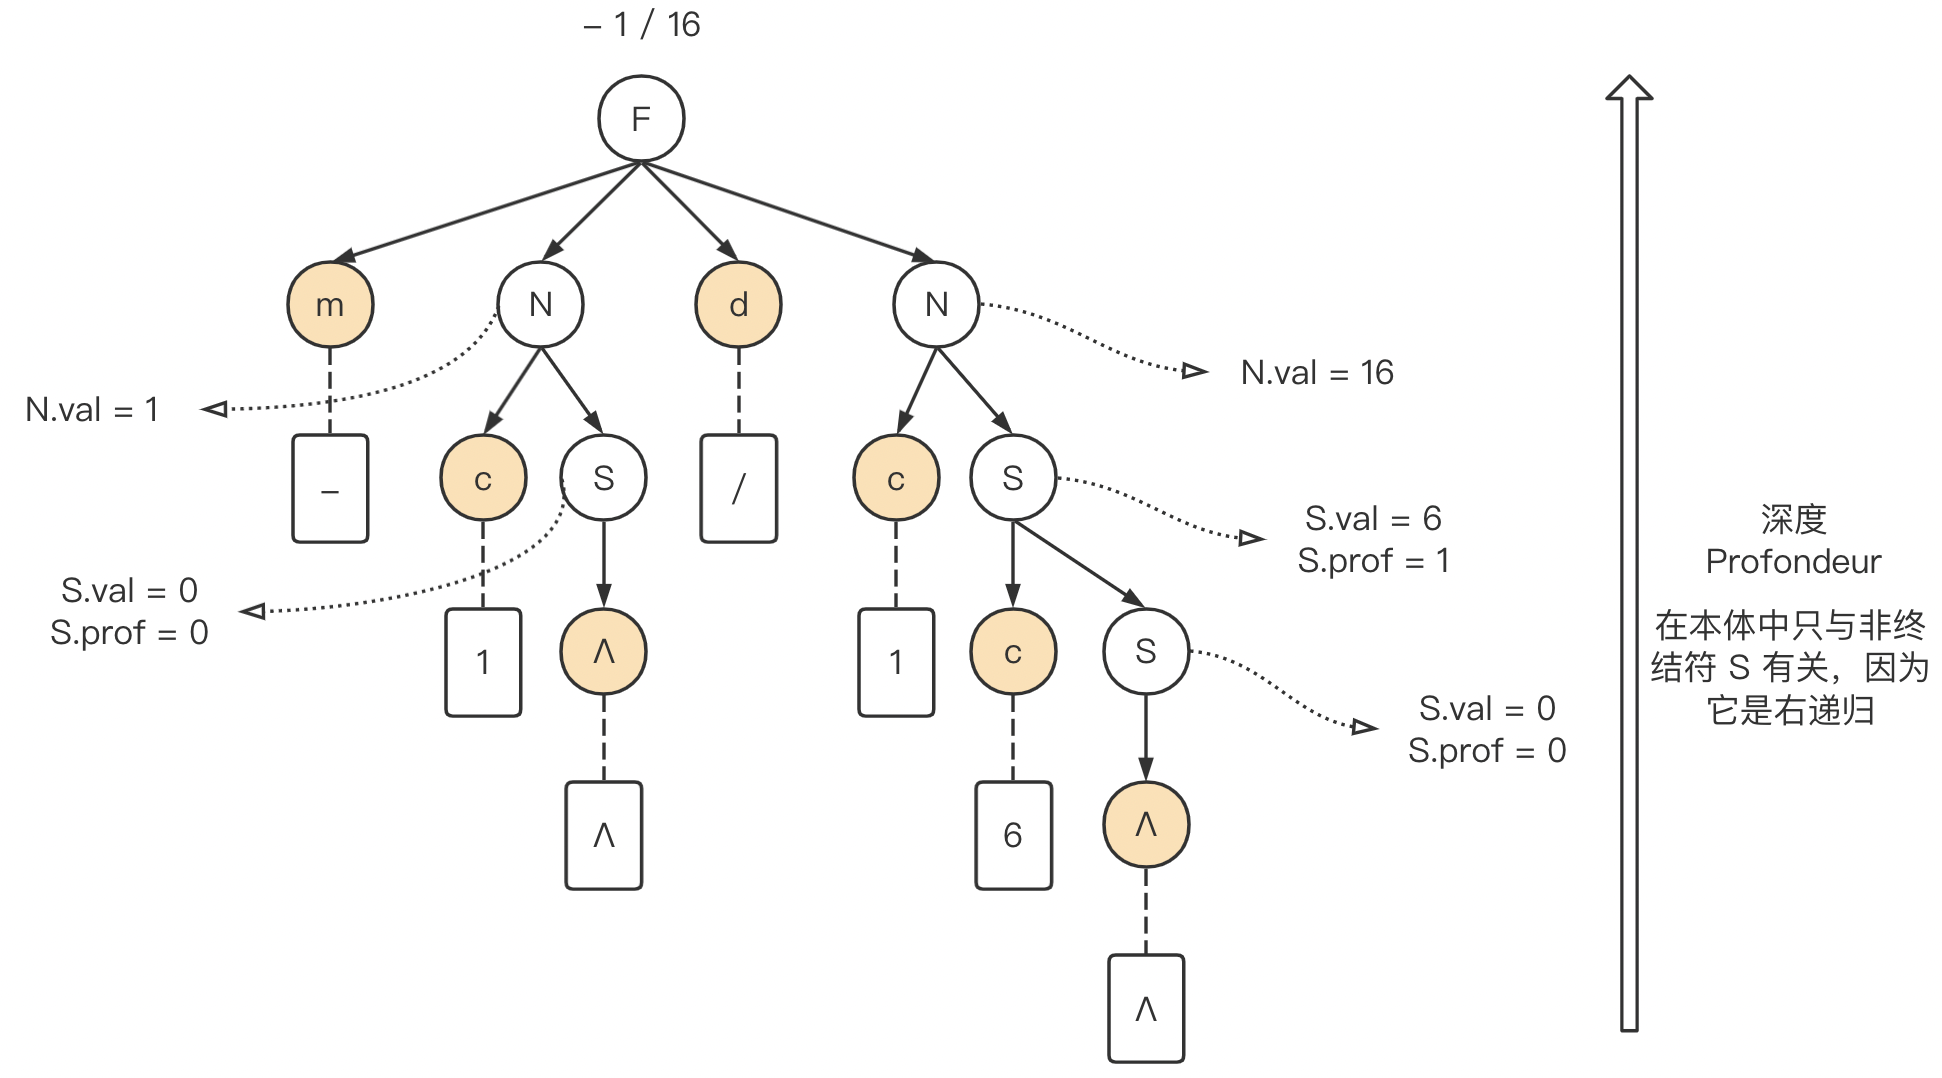 – 1 / 16
F
m
N
d
N
N.val = 16
N.val = 1
–
c
S
/
c
S
S.val = 6
S.prof = 1
深度
Profondeur
在本体中只与非终
结符 S 有关，因为
它是右递归
S.val = 0
S.prof = 0
1
Λ
1
c
S
S.val = 0
S.prof = 0
Λ
6
Λ
Λ